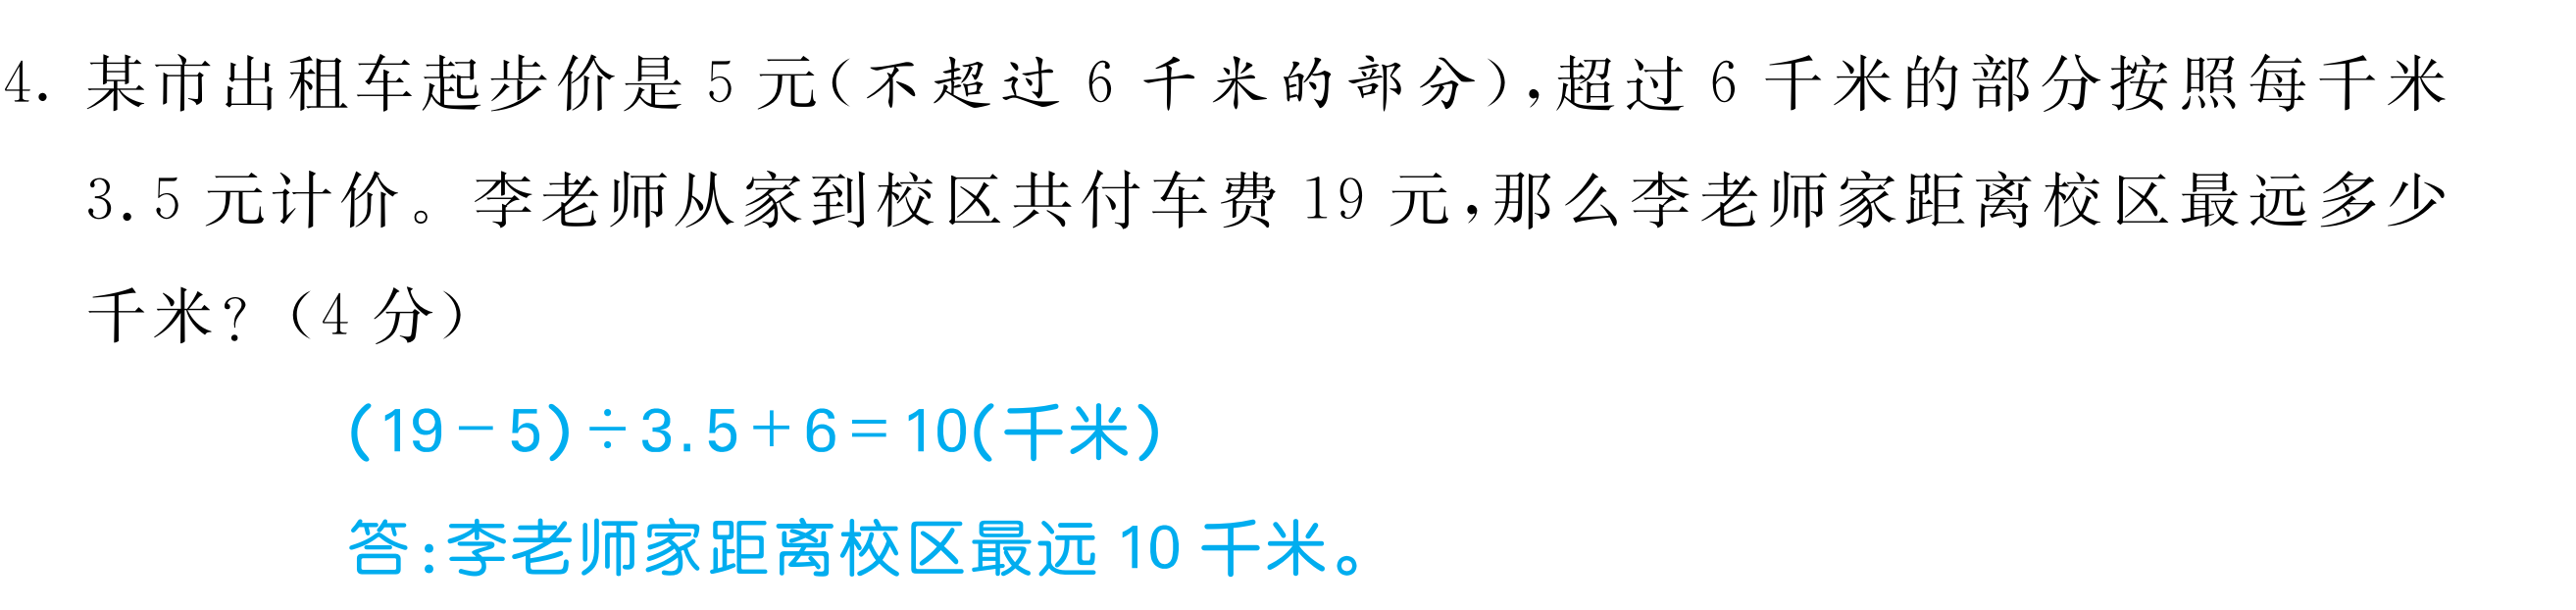 4. 某市出租车起步价是 5 元(不超过 6 千米的部分),超过 6 千米的部分按照每千米
3.5 元计价。李老师从家到校区共付车费 19 元,那么李老师家距离校区最远多少
千米?(4 分)
(19-5)÷3.5+6=10(千米)
答:李老师家距离校区最远 10 千米。